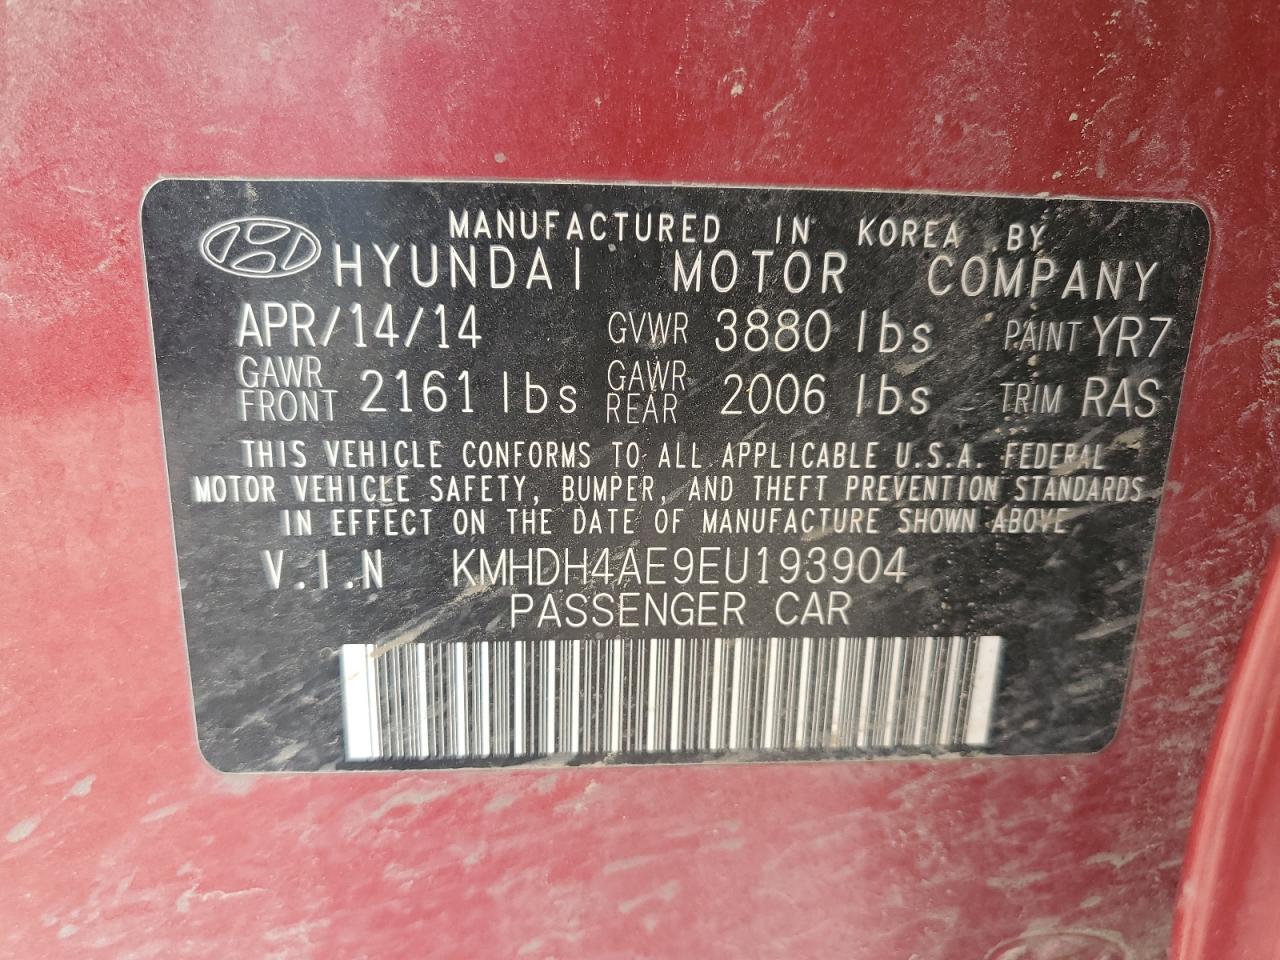 MANUFACTURED IN KOREA BY
HYUNDAI MOTOR COMPANY
APR/14/14 GVWR 3880 lbs PAINT YR7
GAWR FRONT 2161 lbs GAWR REAR 2006 lbs TRIM RAS
THIS VEHICLE CONFORMS TO ALL APPLICABLE U.S.A. FEDERAL
MOTOR VEHICLE SAFETY, BUMPER, AND THEFT PREVENTION STANDARDS
IN EFFECT ON THE DATE OF MANUFACTURE SHOWN ABOVE
V.I.N KMHDH4AE9EU193904
PASSENGER CAR